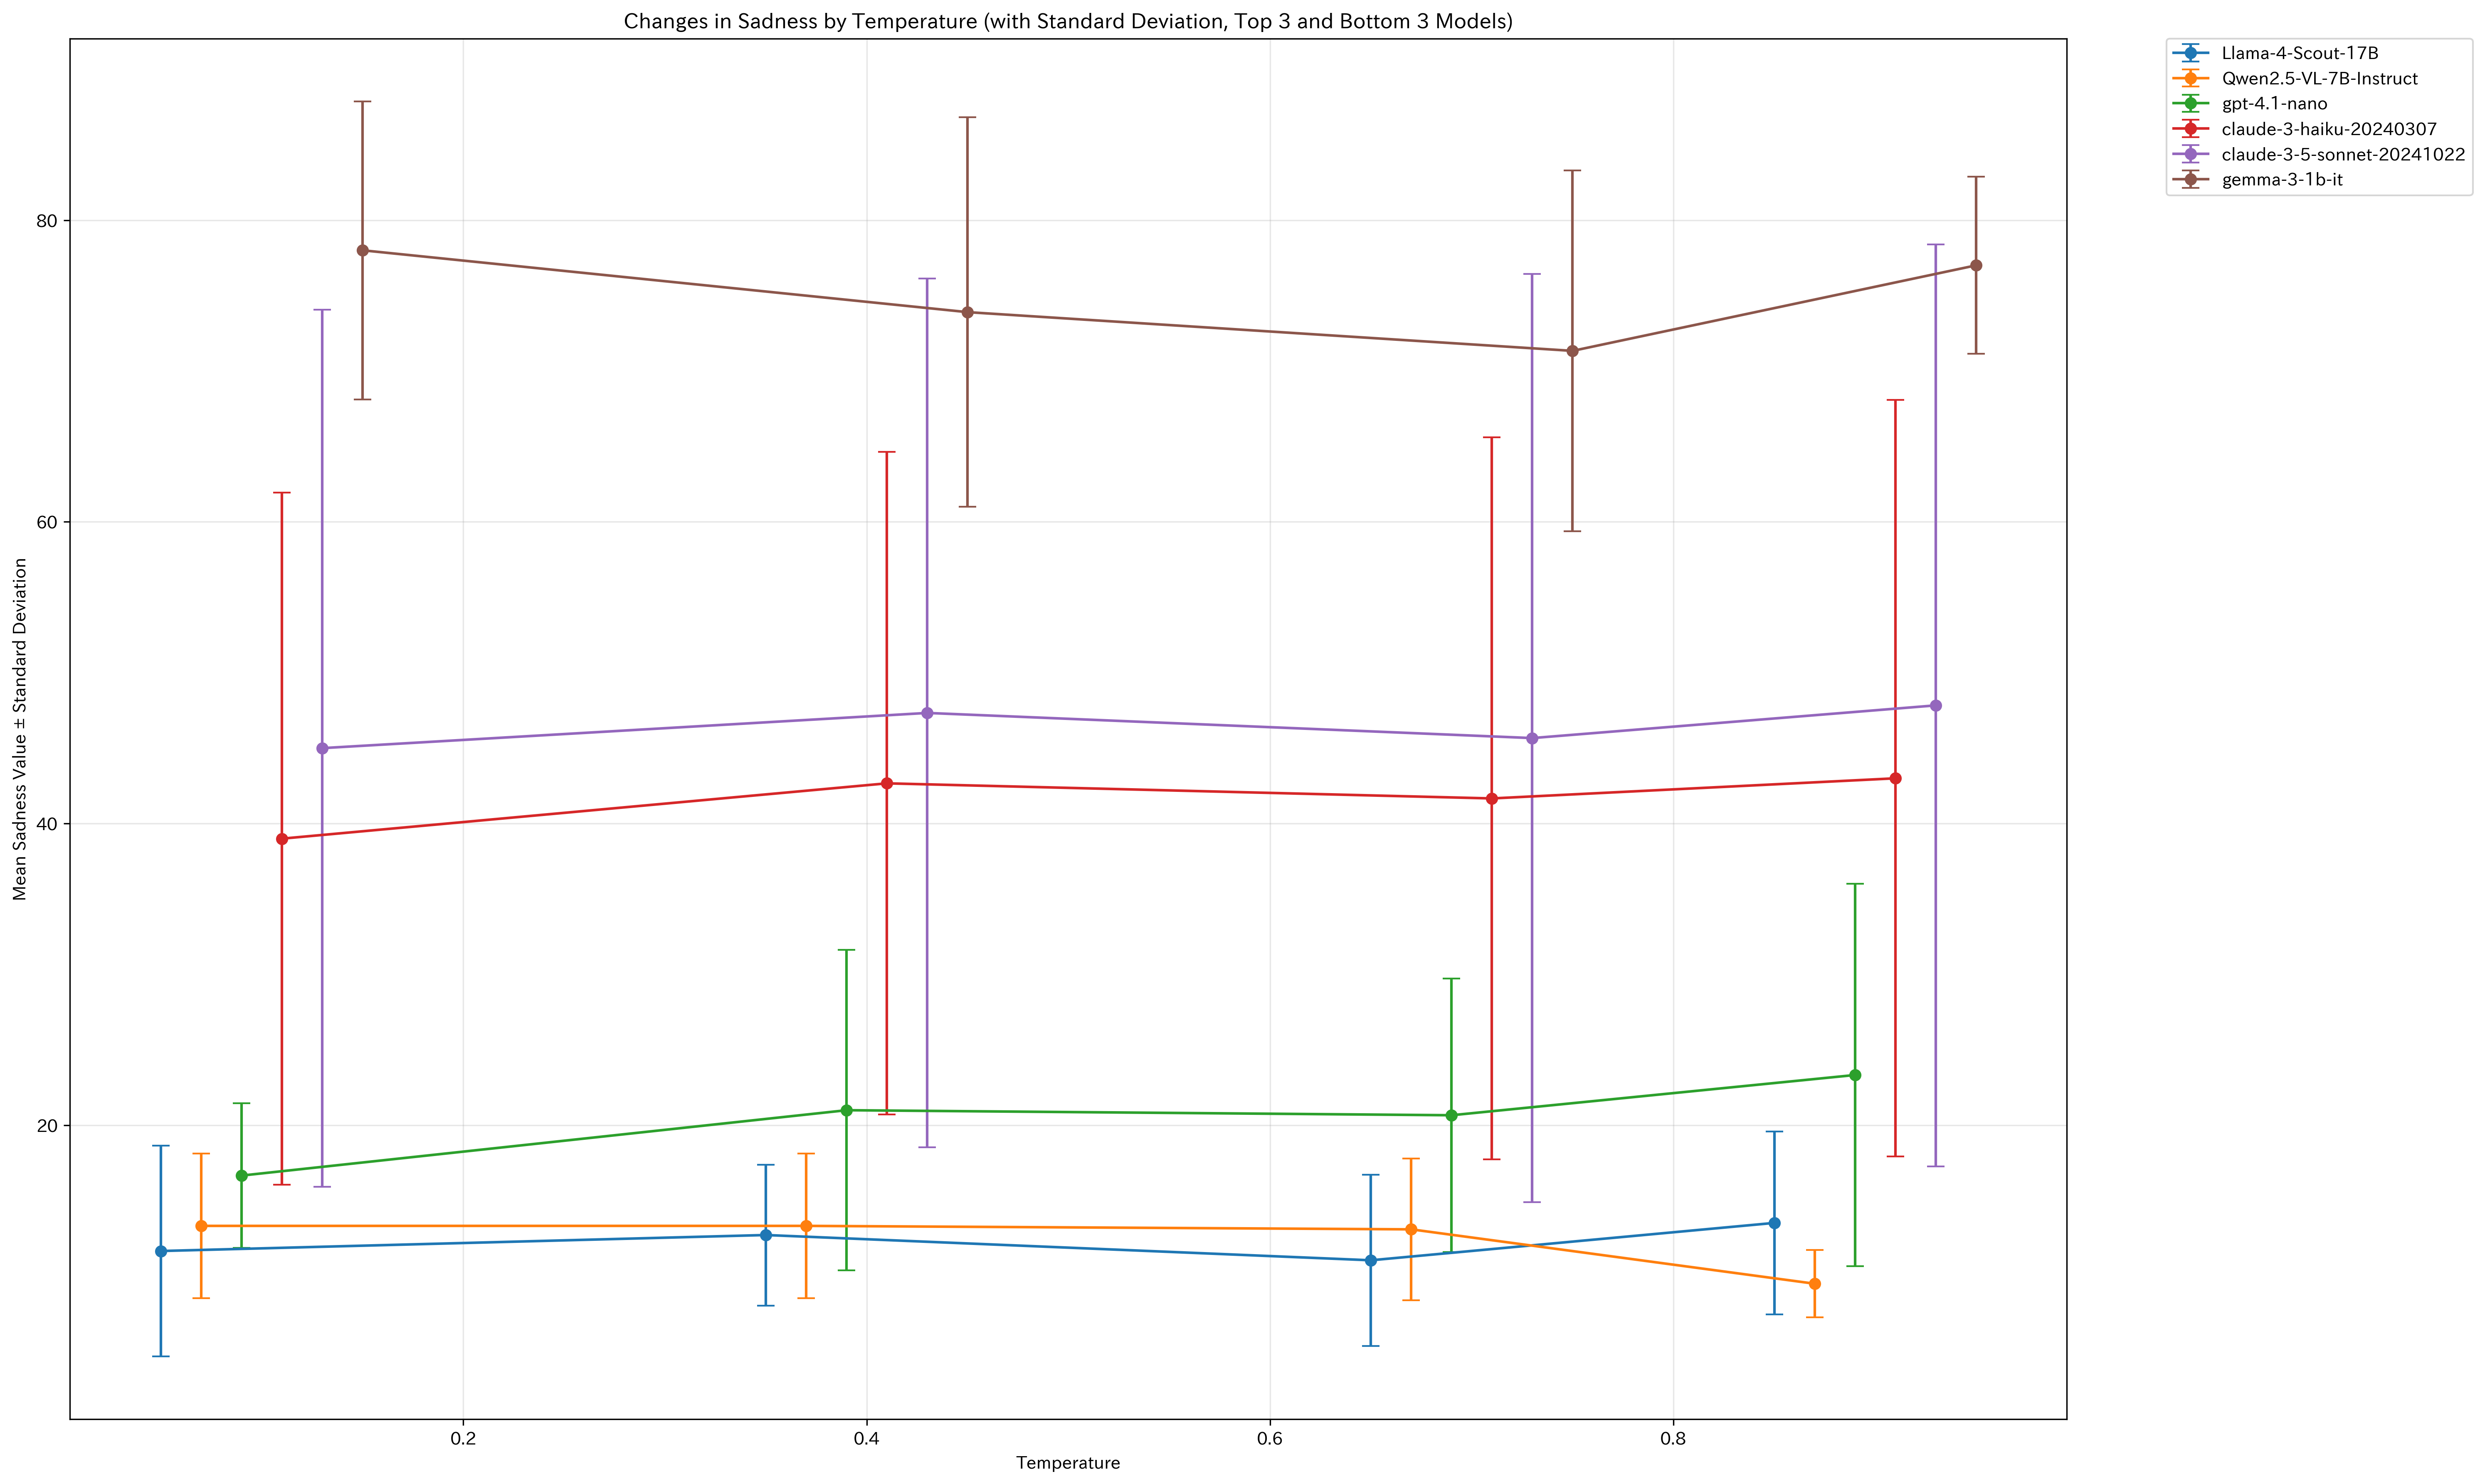 Changes in Sadness by Temperature (with Standard Deviation, Top 3 and Bottom 3 Models)
Llama-4-Scout-17B
Qwen2.5-VL-7B-Instruct
gpt-4.1-nano
claude-3-haiku-20240307
claude-3-5-sonnet-20241022
gemma-3-1b-it
Mean Sadness Value ± Standard Deviation
80
60
40
20
0.2
0.4
0.6
0.8
Temperature